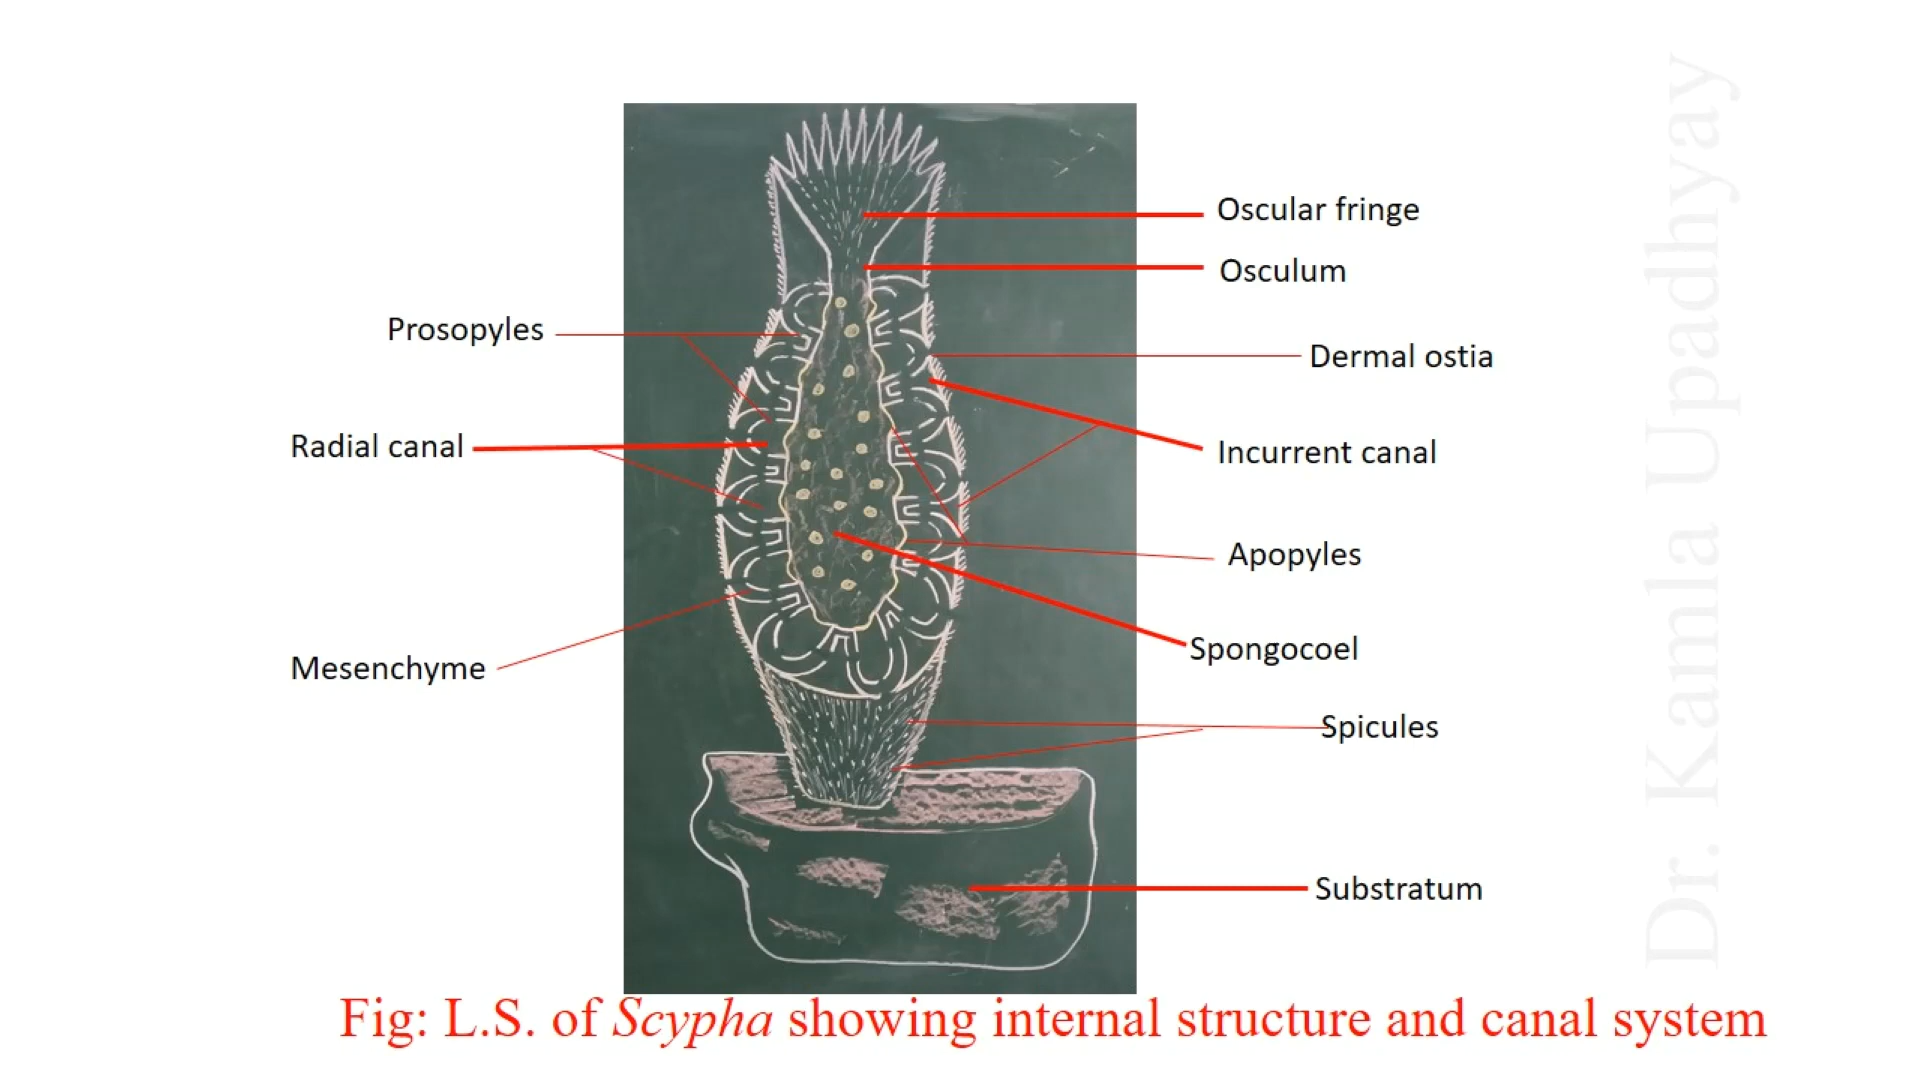 Oscular fringe
Osculum
Prosopyles
Dermal ostia
Radial canal
Incurrent canal
Apopyles
Spongocoel
Mesenchyme
Spicules
Substratum
Fig: L.S. of Scypha showing internal structure and canal system
Dr. Kamla Upadhyay